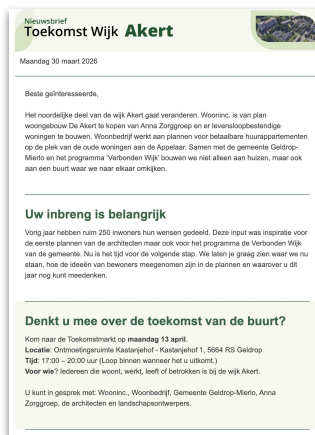 Nieuwsbrief
Toekomst Wijk Akert
Maandag 30 maart 2026
Beste geïnteresseerde,
Het noordelijke deel van de wijk Akert gaat veranderen. Wooninc. is van plan
woongebouw De Akert te kopen van Anna Zorggroep en er levensloopbestendige
woningen te bouwen. Woonbedrijf werkt aan plannen voor betaalbare huurappartementen
op de plek van de oude woningen aan de Appelaar. Samen met de gemeente Geldrop-
Mierlo en het programma 'Verbonden Wijk' bouwen we niet alleen aan huizen, maar ook
aan een buurt waar we naar elkaar omkijken.
Uw inbreng is belangrijk
Vorig jaar hebben ruim 250 inwoners hun wensen gedeeld. Deze input was inspiratie voor
de eerste plannen van de architecten maar ook voor het programma de Verbonden Wijk
van de gemeente. Nu is het tijd voor de volgende stap. We laten je graag zien waar we nu
staan, hoe de ideeën van bewoners meegenomen zijn in de plannen en waarover u dit
jaar nog kunt meedenken.
Denkt u mee over de toekomst van de buurt?
Kom naar de Toekomstmarkt op maandag 13 april.
Locatie: Ontmoetingsruimte Kastanjehof - Kastanjehof 1, 5664 RS Geldrop
Tijd: 17:00 – 20:00 uur (Loop binnen wanneer het u uitkomt.)
Voor wie? Iedereen die woont, werkt, leeft of betrokken is bij de wijk Akert.
U kunt in gesprek met: Wooninc., Woonbedrijf, Gemeente Geldrop-Mierlo, Anna
Zorggroep, de architecten en landschapsontwerpers.